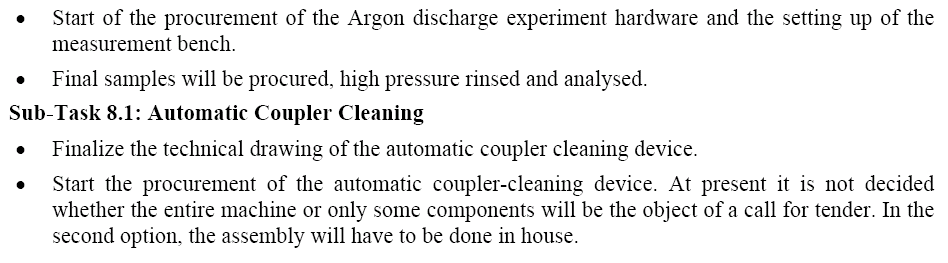 • Start of the procurement of the Argon discharge experiment hardware and the setting up of the
measurement bench.
• Final samples will be procured, high pressure rinsed and analysed.
Sub-Task 8.1: Automatic Coupler Cleaning
• Finalize the technical drawing of the automatic coupler cleaning device.
• Start the procurement of the automatic coupler-cleaning device. At present it is not decided
whether the entire machine or only some components will be the object of a call for tender. In the
second option, the assembly will have to be done in house.